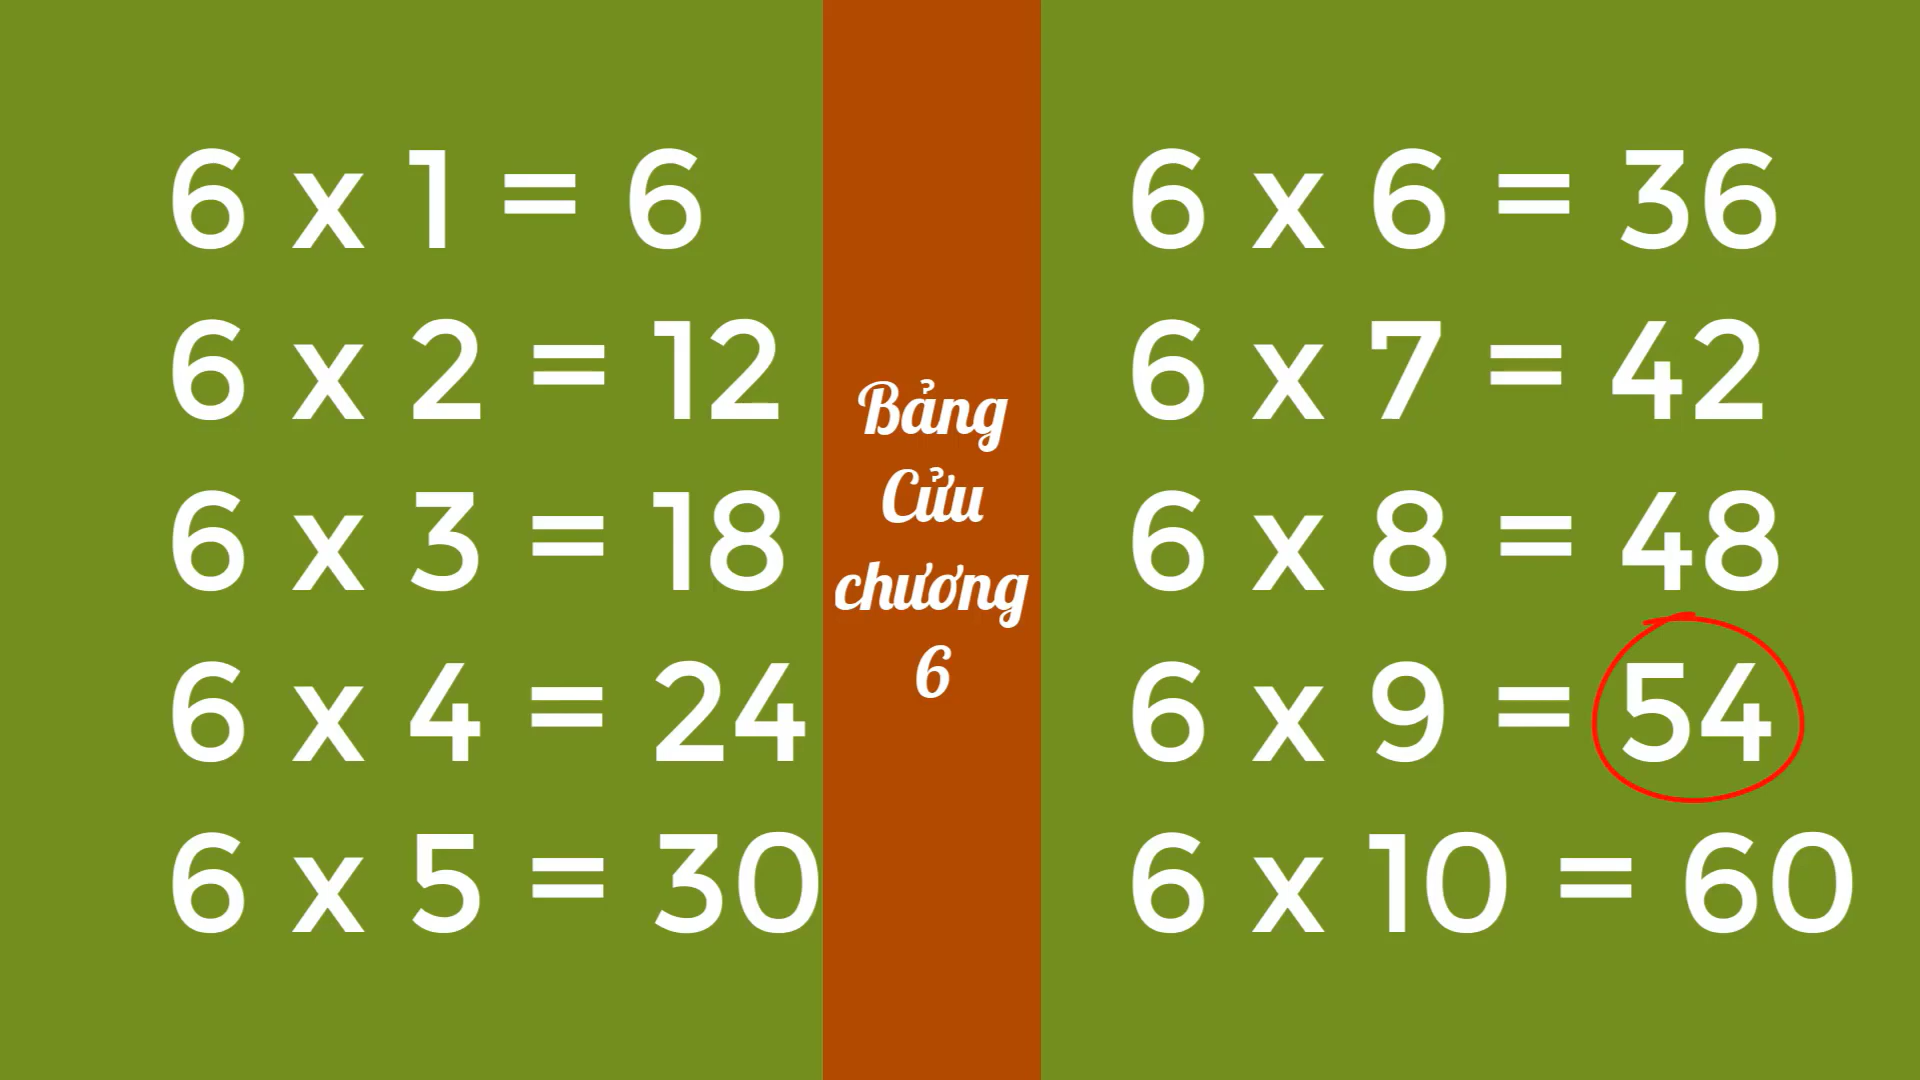 6 x 1 = 6
6 x 2 = 12
6 x 3 = 18
6 x 4 = 24
6 x 5 = 30
Bảng
Cửu
chương
6
6 x 6 = 36
6 x 7 = 42
6 x 8 = 48
6 x 9 = 54
6 x 10 = 60